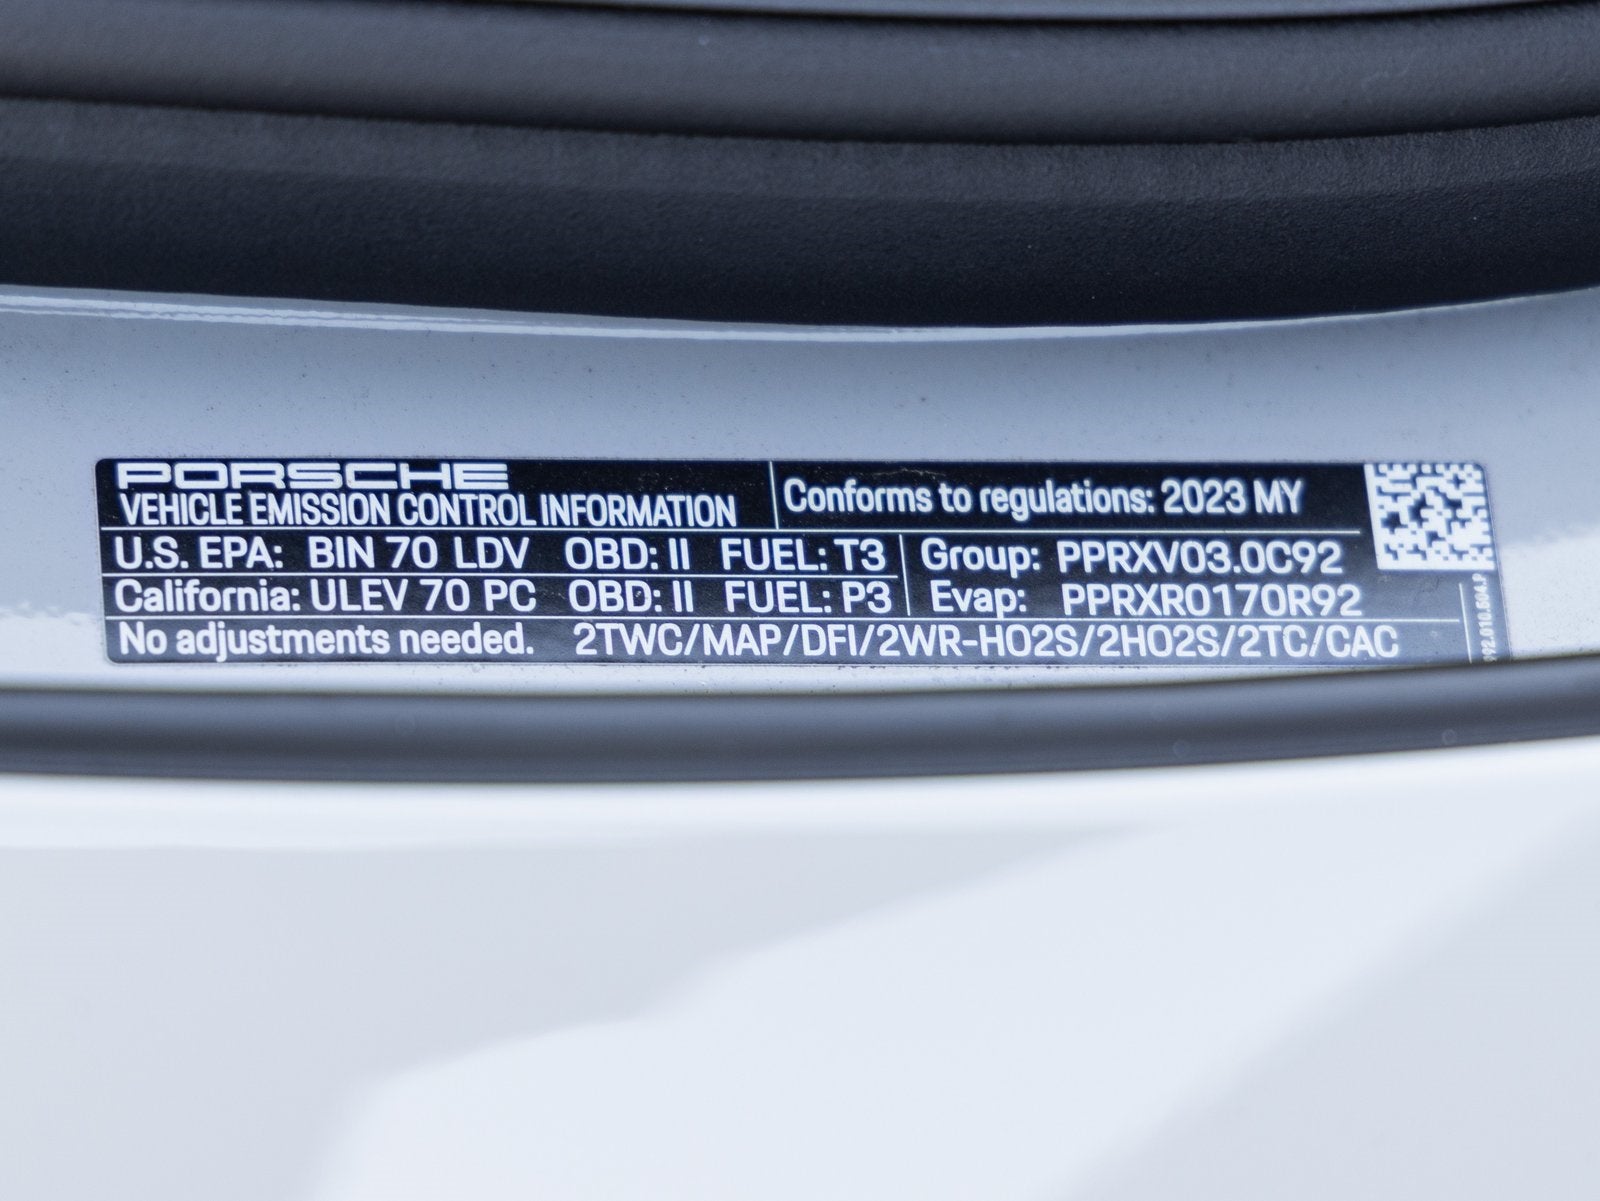 PORSCHE
VEHICLE EMISSION CONTROL INFORMATION
Conforms to regulations: 2023 MY
U.S. EPA: BIN 70 LDV OBD: II FUEL: T3 Group: PPRXV03.0C92
California: ULEV 70 PC OBD: II FUEL: P3 Evap: PPRXR0170R92
No adjustments needed. 2TWC/MAP/DFI/2WR-HO2S/2HO2S/2TC/CAC